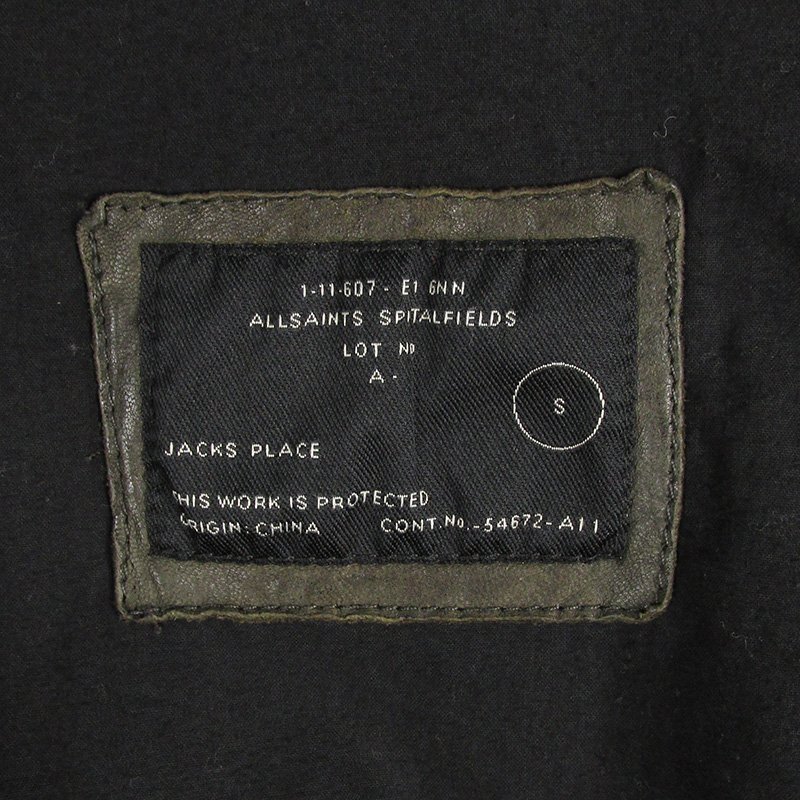 1-11-607 - E1 6NN
ALLSAINTS SPITALFIELDS
LOT NO
A -
S
JACKS PLACE
THIS WORK IS PROTECTED
ORIGIN: CHINA CONT.No.-54672-A11